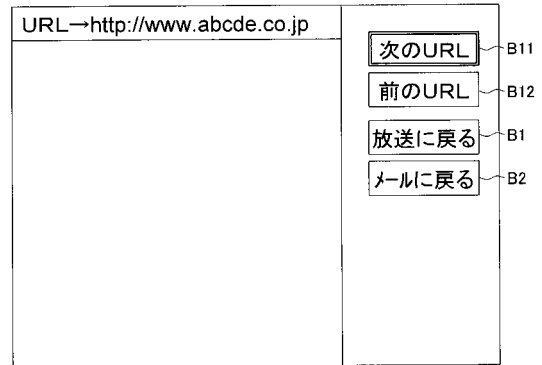 URL→http://www.abcde.co.jp
次のURL B11
前のURL B12
放送に戻る B1
メールに戻る B2